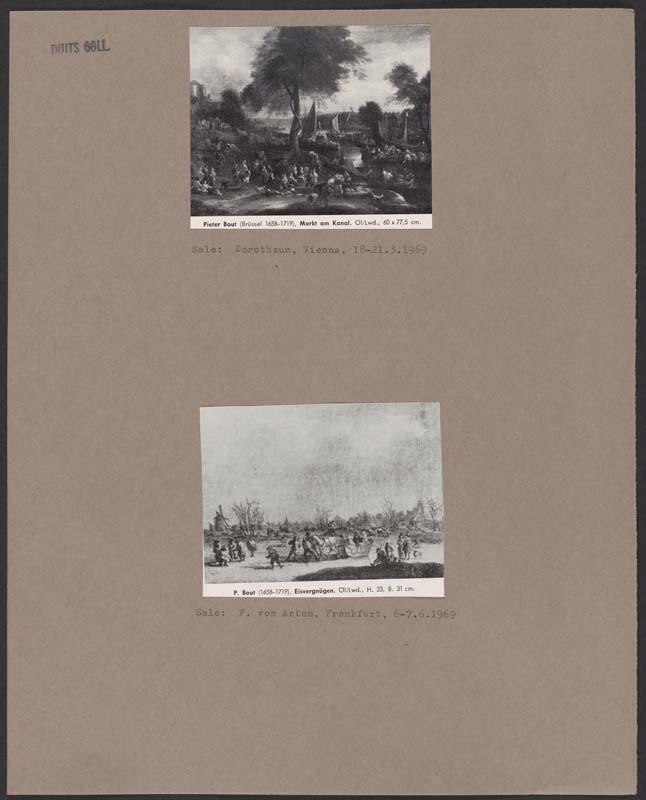 DUITS COLL.
Pieter Bout (Brüssel 1658-1719), Markt am Kanal. Öl/Lwd., 60 x 77,5 cm.
Sale: Dorotheum, Vienna, 18-21.3.1969
P. Bout (1658-1719), Eisvergnügen. Öl/Lwd., H. 23, B. 31 cm.
Sale: F. von Artus, Frankfurt, 6-7.6.1969